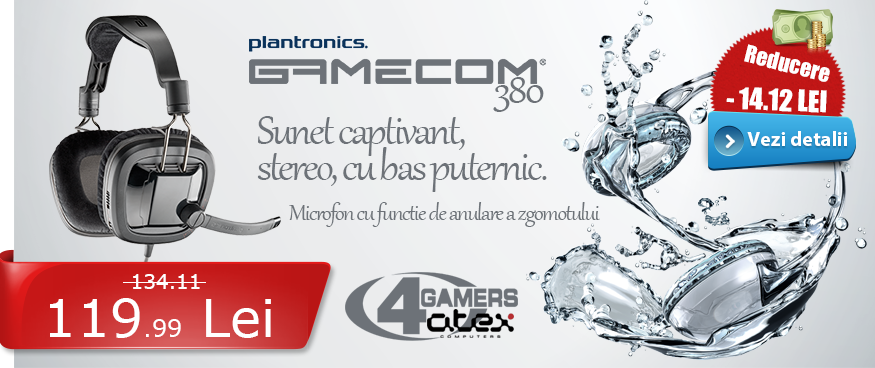 plantronics.
GAMECOM®
380
Sunet captivant,
stereo, cu bas puternic.
Microfon cu functie de anulare a zgomotului
Reducere
- 14.12 LEI
Vezi detalii
134.11
119.99 Lei
4GAMERS
atex
COMPUTERS